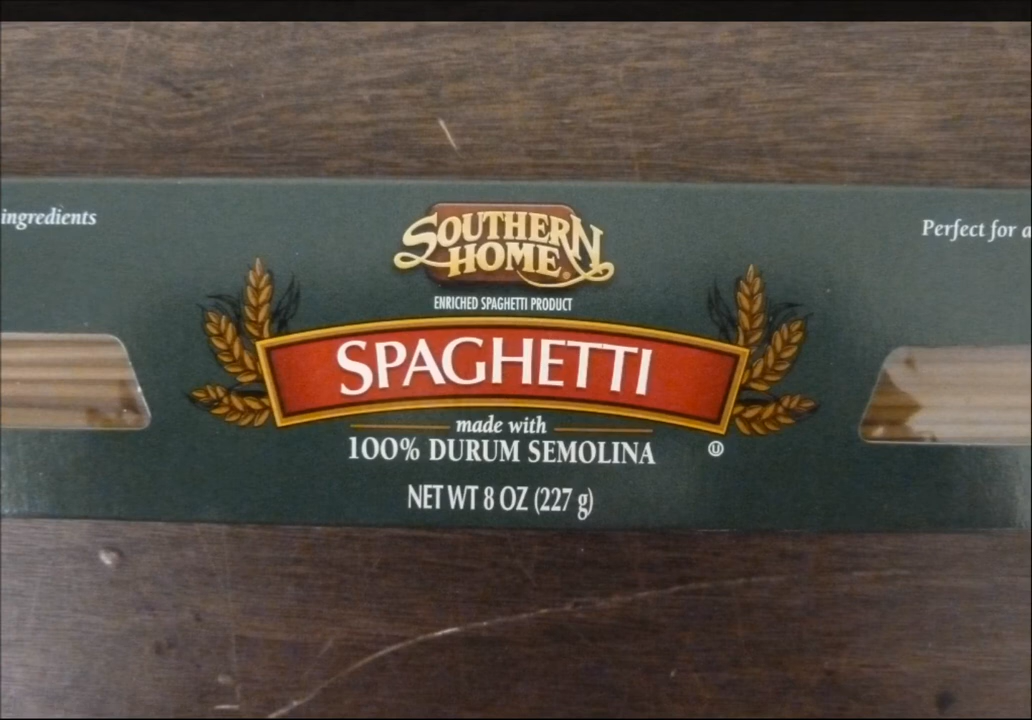 ingredients
SOUTHERN
HOME®
Perfect for a
ENRICHED SPAGHETTI PRODUCT
SPAGHETTI
made with
100% DURUM SEMOLINA
U
NET WT 8 OZ (227 g)